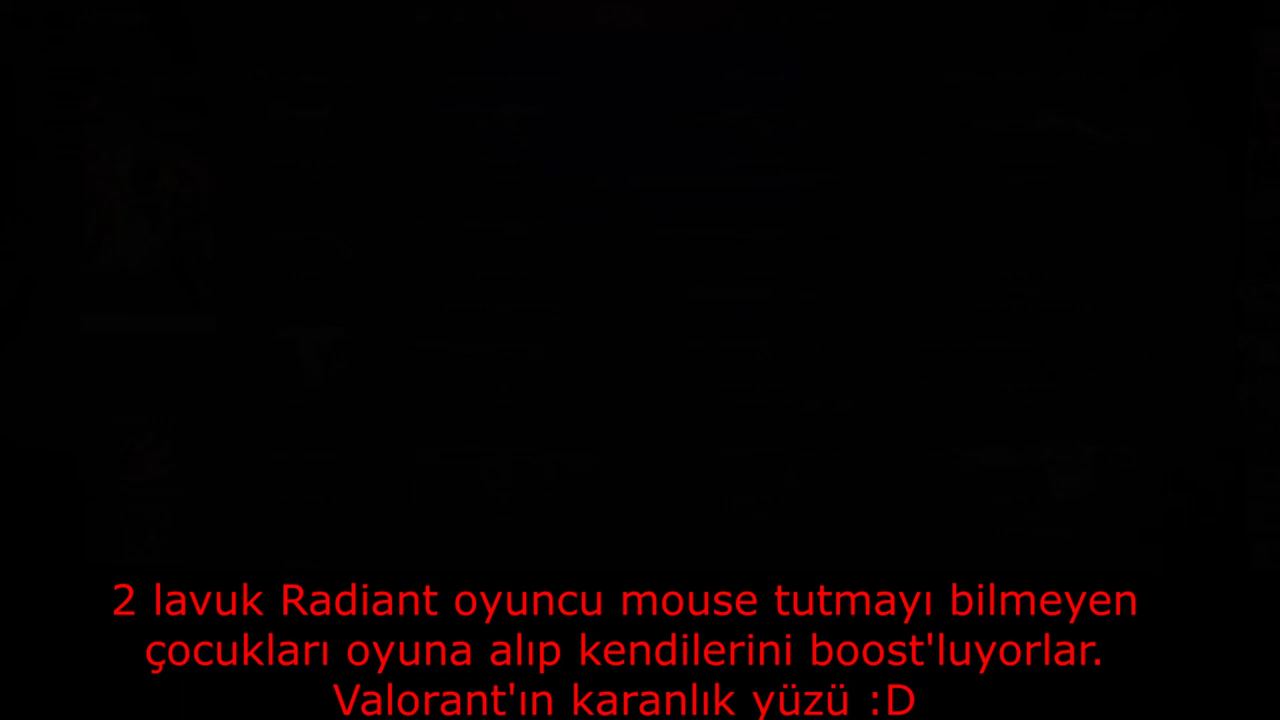 2 lavuk Radiant oyuncu mouse tutmayı bilmeyen
çocukları oyuna alıp kendilerini boost'luyorlar.
Valorant'ın karanlık yüzü :D